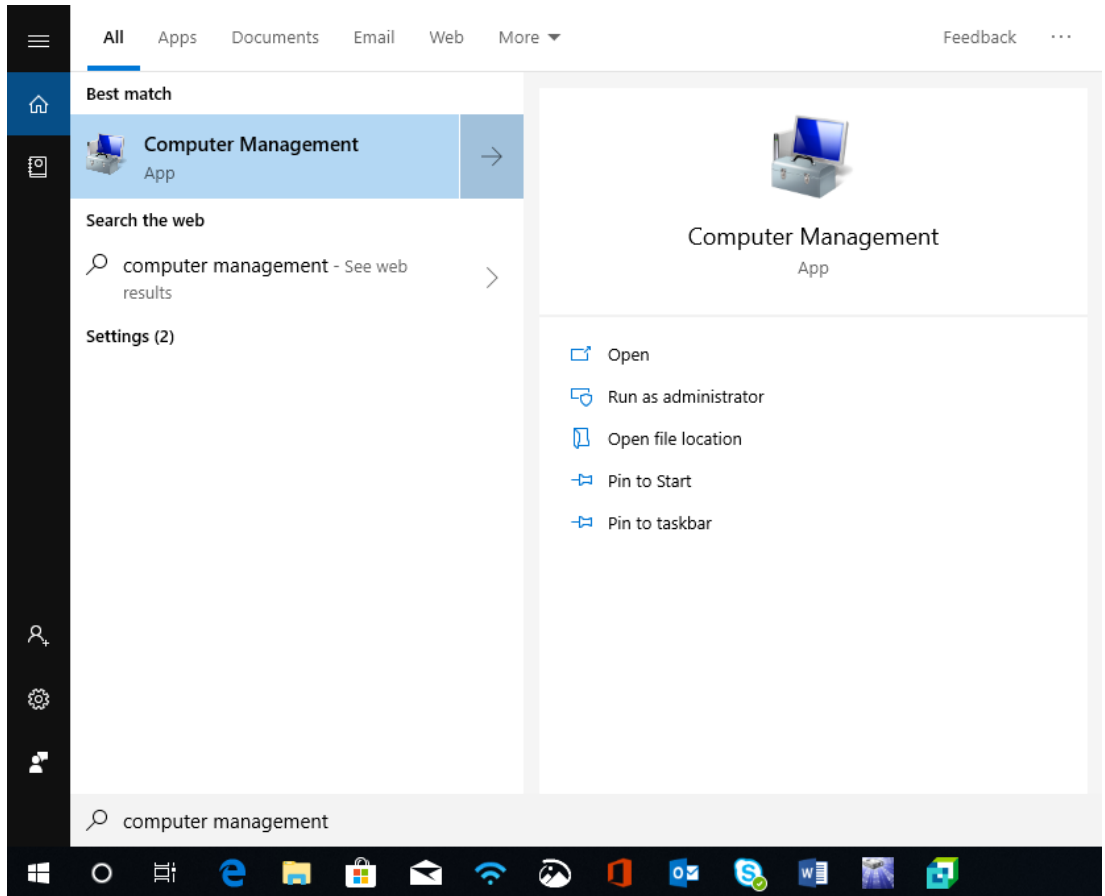 All Apps Documents Email Web More Feedback ...
Best match
Computer Management
App
Search the web
computer management - See web
results
Settings (2)
Computer Management
App
Open
Run as administrator
Open file location
Pin to Start
Pin to taskbar
computer management